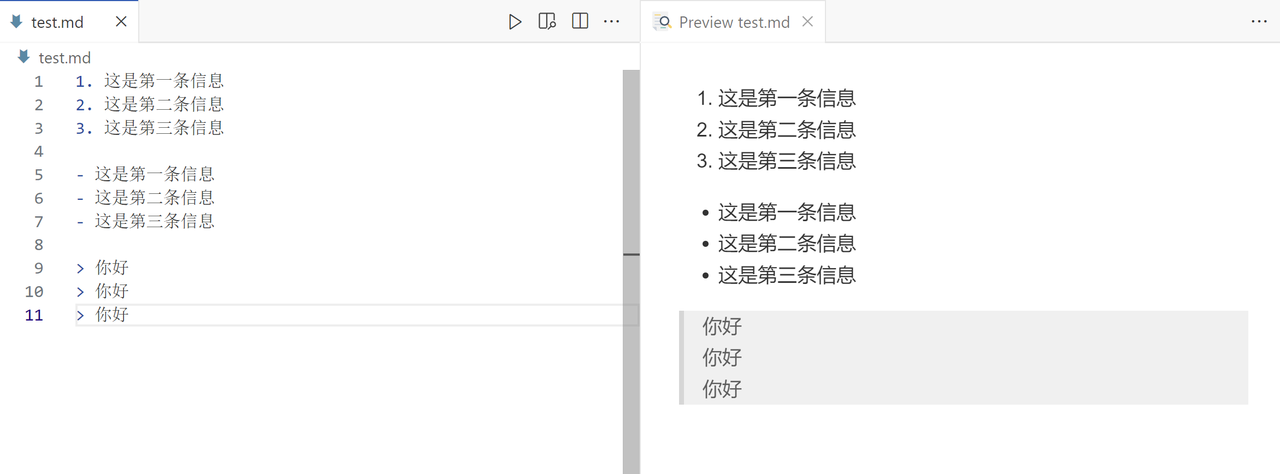 test.md
test.md
1 1. 这是第一条信息
2 2. 这是第二条信息
3 3. 这是第三条信息
4
5 - 这是第一条信息
6 - 这是第二条信息
7 - 这是第三条信息
8
9 > 你好
10 > 你好
11 > 你好
Preview test.md
1. 这是第一条信息
2. 这是第二条信息
3. 这是第三条信息
• 这是第一条信息
• 这是第二条信息
• 这是第三条信息
你好
你好
你好